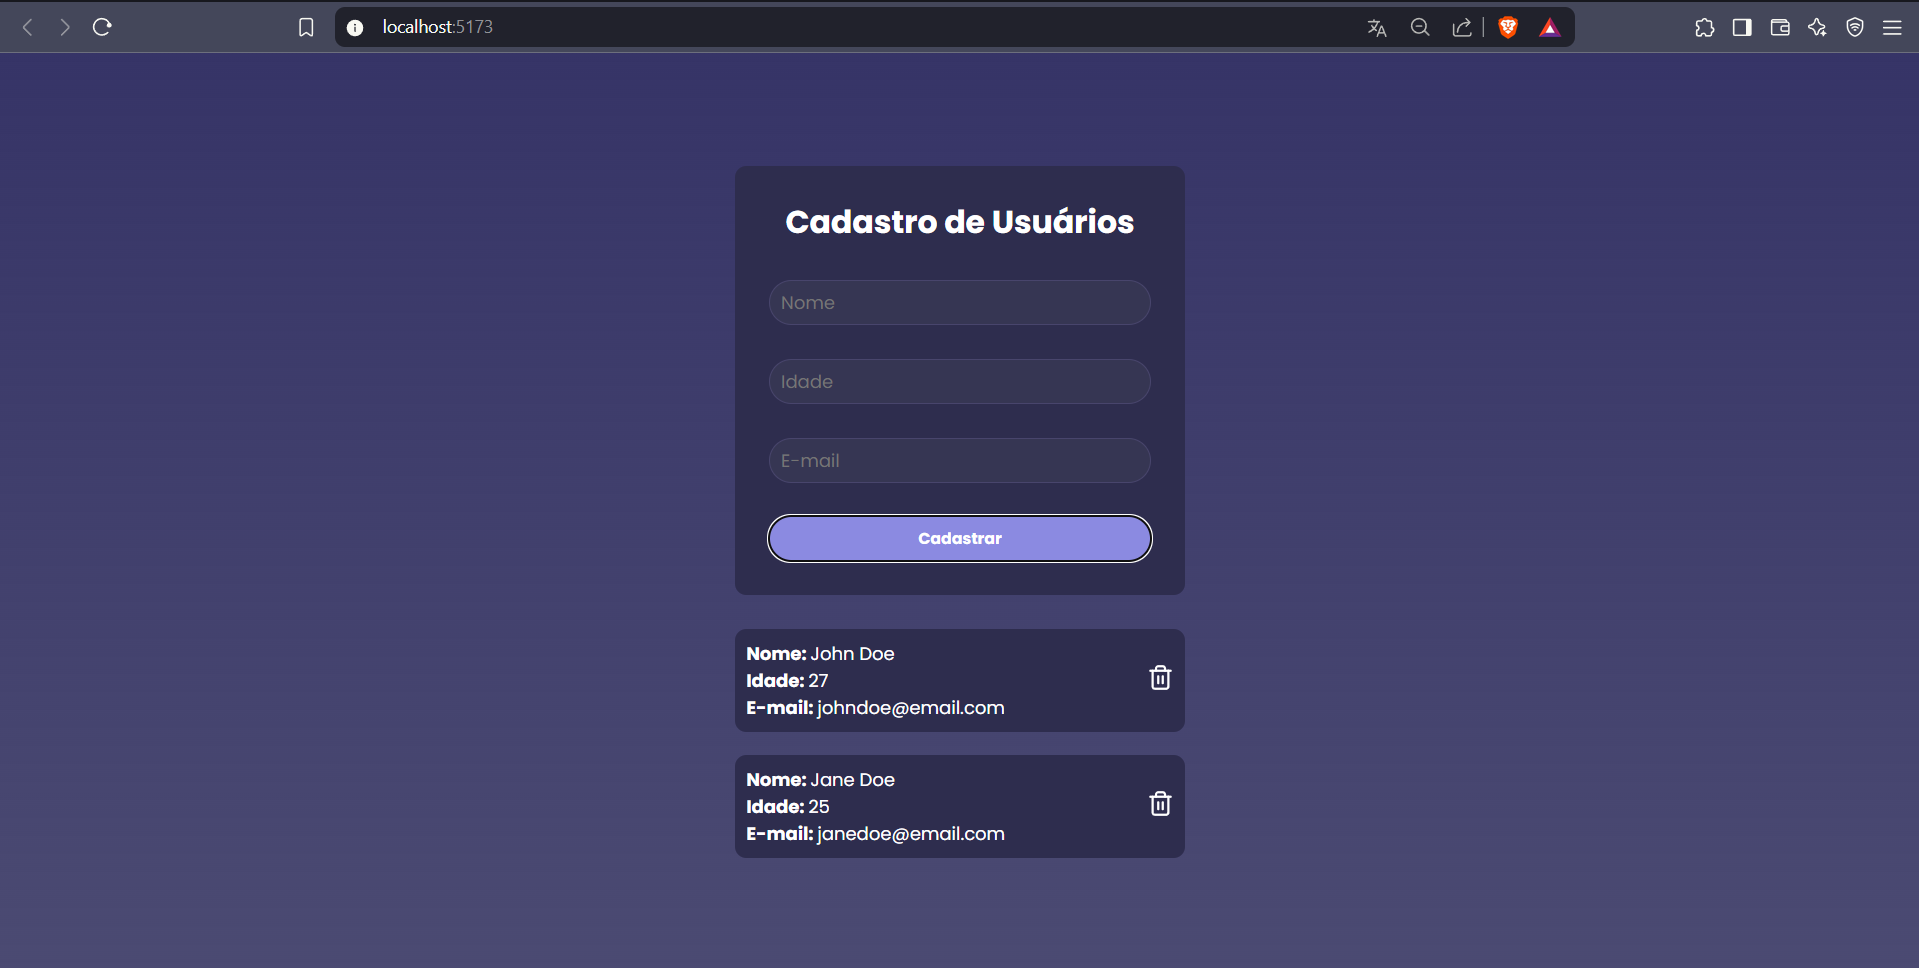 localhost:5173
Cadastro de Usuários
Nome
Idade
E-mail
Cadastrar
Nome: John Doe
Idade: 27
E-mail: johndoe@email.com
Nome: Jane Doe
Idade: 25
E-mail: janedoe@email.com